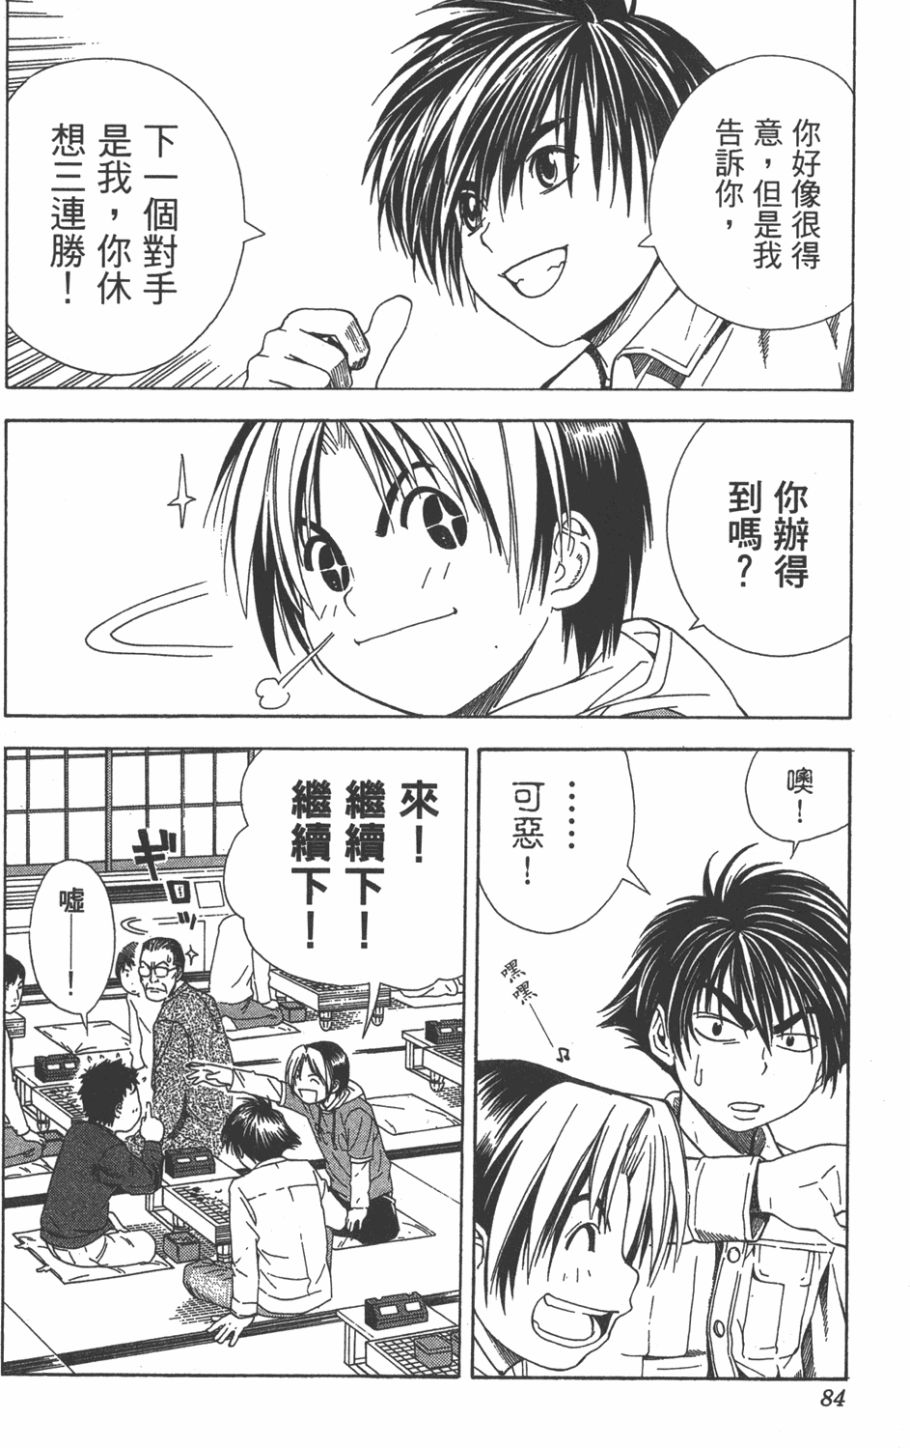 你好像很得
意，但是我
告訴你，
下一個對手
是我，你休
想三連勝！
你辦得
到嗎？
噢！
……
可惡！
嘿
嘿
——♪
來！
繼續下！
繼續下！
ギロッ
噓——！
84